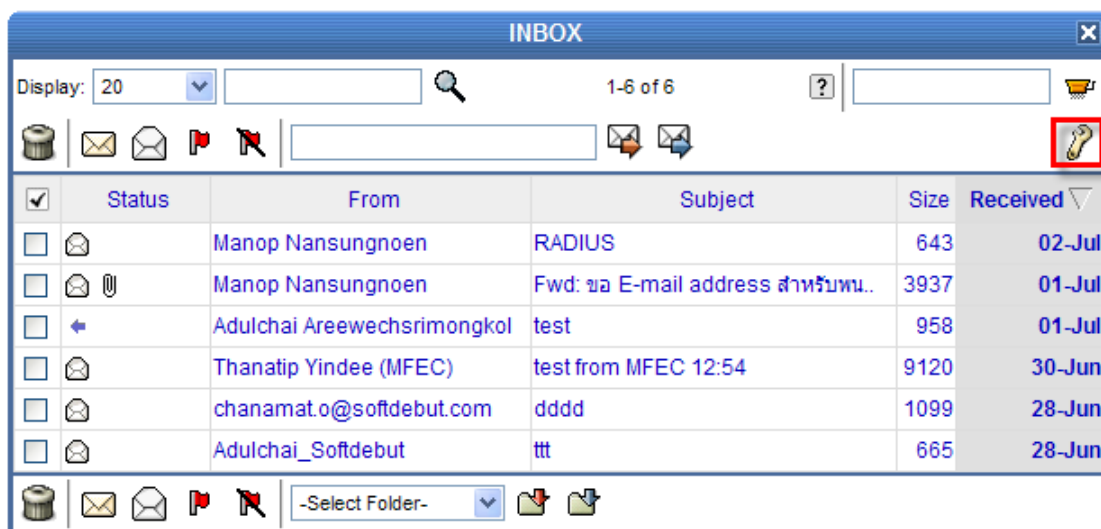 INBOX
Display: 20 1-6 of 6 ?
Status From Subject Size Received
Manop Nansungnoen RADIUS 643 02-Jul
Manop Nansungnoen Fwd: ขอ E-mail address สำหรับพน.. 3937 01-Jul
Adulchai Areewechsrimongkol test 958 01-Jul
Thanatip Yindee (MFEC) test from MFEC 12:54 9120 30-Jun
chanamat.o@softdebut.com dddd 1099 28-Jun
Adulchai_Softdebut ttt 665 28-Jun
-Select Folder-